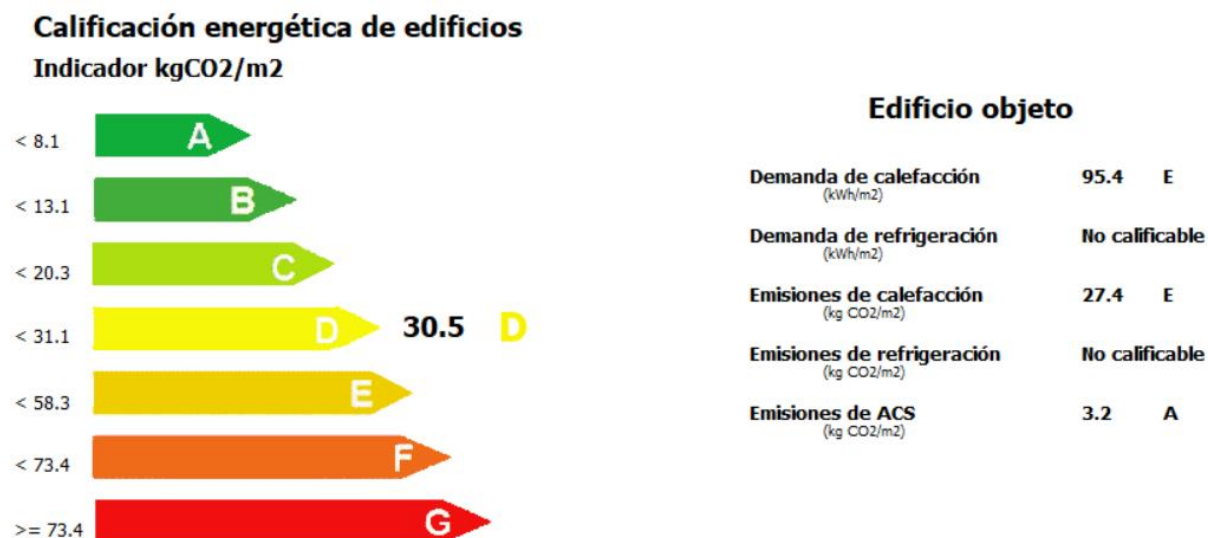 Calificación energética de edificios
Indicador kgCO2/m2
< 8.1 A
< 13.1 B
< 20.3 C
< 31.1 D 30.5 D
< 58.3 E
< 73.4 F
>= 73.4 G
Edificio objeto
Demanda de calefacción 95.4 E
(kWh/m2)
Demanda de refrigeración No calificable
(kWh/m2)
Emisiones de calefacción 27.4 E
(kg CO2/m2)
Emisiones de refrigeración No calificable
(kg CO2/m2)
Emisiones de ACS 3.2 A
(kg CO2/m2)